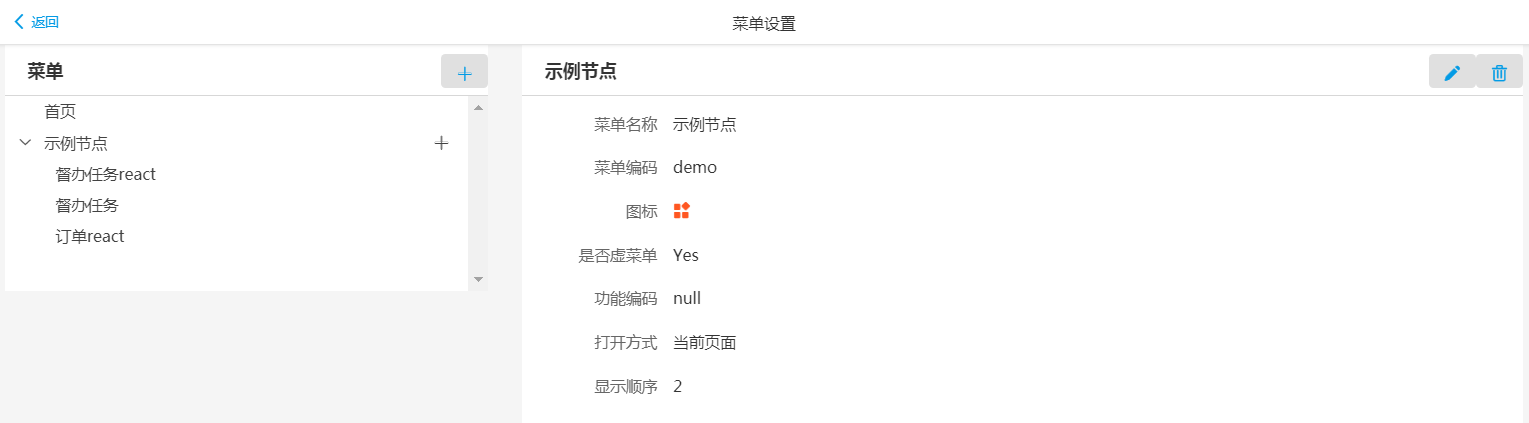 返回
菜单设置
菜单
首页
示例节点
督办任务react
督办任务
订单react
示例节点
菜单名称 示例节点
菜单编码 demo
图标
是否虚菜单 Yes
功能编码 null
打开方式 当前页面
显示顺序 2